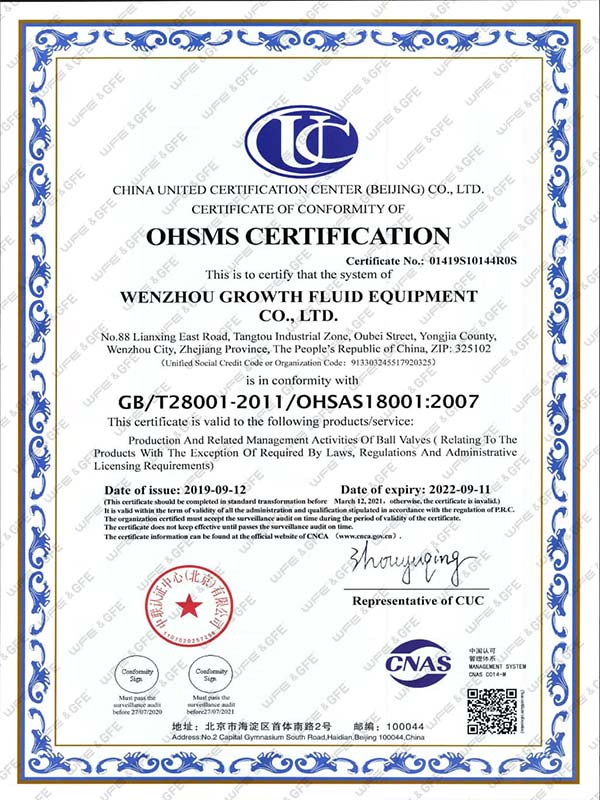 CUC
CHINA UNITED CERTIFICATION CENTER (BEIJING) CO., LTD.
CERTIFICATE OF CONFORMITY OF
OHSMS CERTIFICATION
Certificate No.: 01419S10144R0S
This is to certify that the system of
WENZHOU GROWTH FLUID EQUIPMENT
CO., LTD.
No.88 Lianxing East Road, Tangtou Industrial Zone, Oubei Street, Yongjia County,
Wenzhou City, Zhejiang Province, The People's Republic of China, ZIP: 325102
(Unified Social Credit Code or Organization Code: 913303245517920325)
is in conformity with
GB/T28001-2011/OHSAS18001:2007
This certificate is valid to the following products/service:
Production And Related Management Activities Of Ball Valves ( Relating To The
Products With The Exception Of Required By Laws, Regulations And Administrative
Licensing Requirements)
Date of issue: 2019-09-12 Date of expiry: 2022-09-11
(This certificate should be completed in standard transformation before March 12, 2021, otherwise, the certificate is invalid.)
It is valid within the term of validity of all the administration and qualification stipulated in accordance with the regulation of P.R.C.
The organization certified must accept the surveillance audit on time during the period of validity of the certificate.
The certificate does not keep effective until passes the surveillance audit on time.
The certificate information can be found at the official website of CNCA (www.cnca.gov.cn).
Zhouyuqing
Representative of CUC
中联认证中心(北京)有限公司
1101020257256
Conformity
Sign
Must pass the
surveillance audit
before 27/07/2020
Conformity
Sign
Must pass the
surveillance audit
before27/07/2021
CNAS
中国认可
管理体系
MANAGEMENT SYSTEM
CNAS C014-M
地址: 北京市海淀区首体南路2号 邮编: 100044
Address:No.2 Capital Gymnasium South Road,Haidian,Beijing 100044,China
WFE & GFE